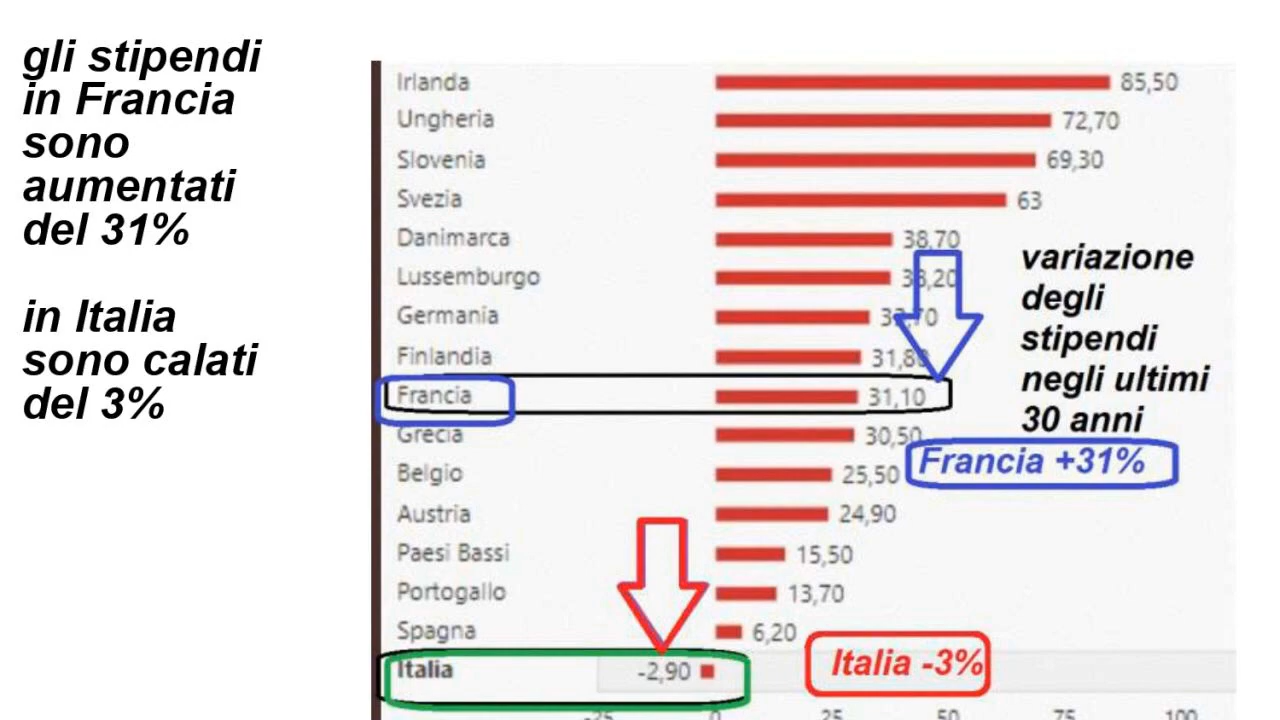 gli stipendi
in Francia
sono
aumentati
del 31%
in Italia
sono calati
del 3%
Irlanda 85,50
Ungheria 72,70
Slovenia 69,30
Svezia 63
Danimarca 38,70
Lussemburgo
Germania
Finlandia 31,80
Francia 31,10
Grecia 30,50
Belgio 25,50
Austria 24,90
Paesi Bassi 15,50
Portogallo 13,70
Spagna 6,20
Italia -2,90
-25 0 25 50 75 100
variazione
degli
stipendi
negli ultimi
30 anni
Francia +31%
Italia -3%